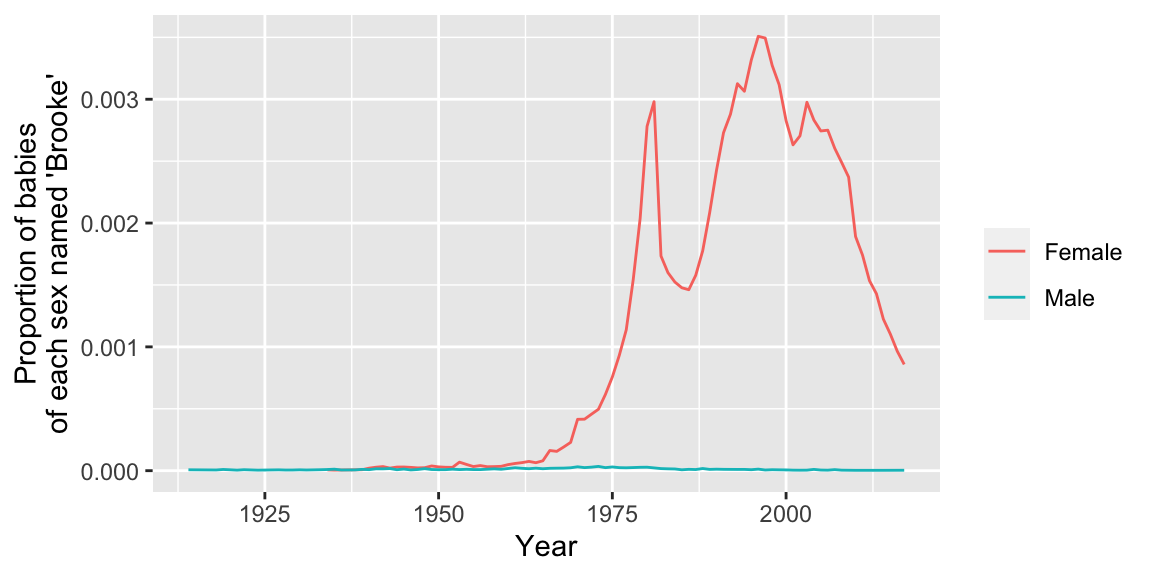 Proportion of babies
of each sex named 'Brooke'
0.003
0.002
0.001
0.000
1925
1950
1975
2000
Year
Female
Male